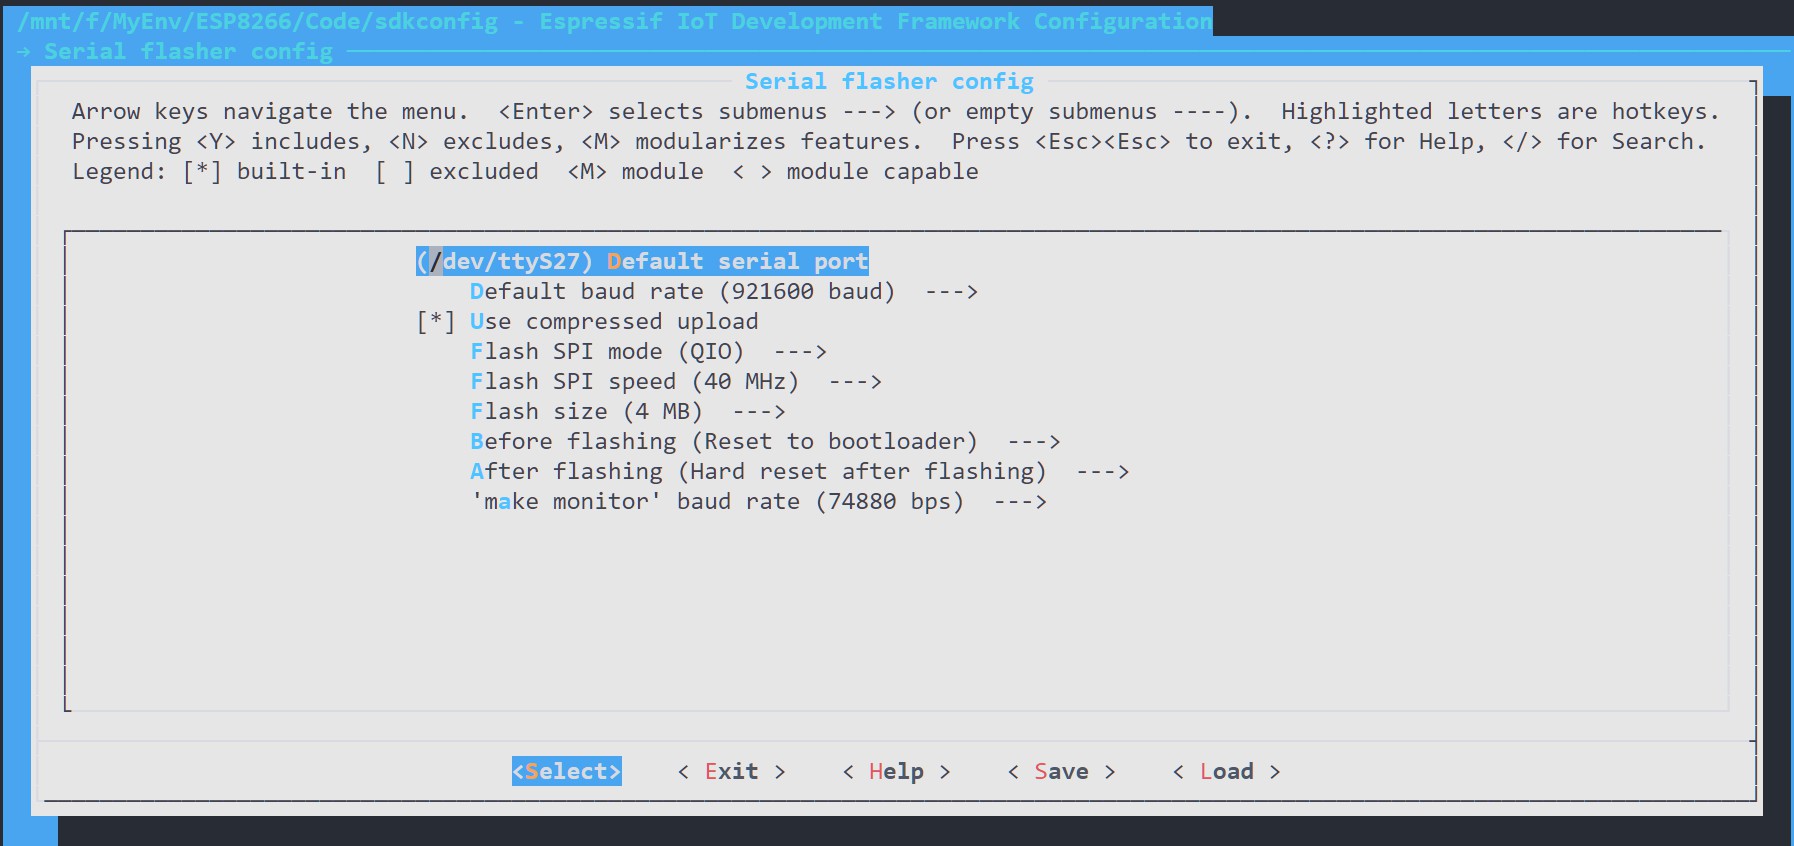 /mnt/f/MyEnv/ESP8266/Code/sdkconfig - Espressif IoT Development Framework Configuration
→ Serial flasher config
Serial flasher config
Arrow keys navigate the menu.  <Enter> selects submenus ---> (or empty submenus ----).  Highlighted letters are hotkeys.
Pressing <Y> includes, <N> excludes, <M> modularizes features.  Press <Esc><Esc> to exit, <?> for Help, </> for Search.
Legend: [*] built-in  [ ] excluded  <M> module  < > module capable
(/dev/ttyS27) Default serial port
Default baud rate (921600 baud)  --->
[*] Use compressed upload
Flash SPI mode (QIO)  --->
Flash SPI speed (40 MHz)  --->
Flash size (4 MB)  --->
Before flashing (Reset to bootloader)  --->
After flashing (Hard reset after flashing)  --->
'make monitor' baud rate (74880 bps)  --->
<Select>    < Exit >    < Help >    < Save >    < Load >